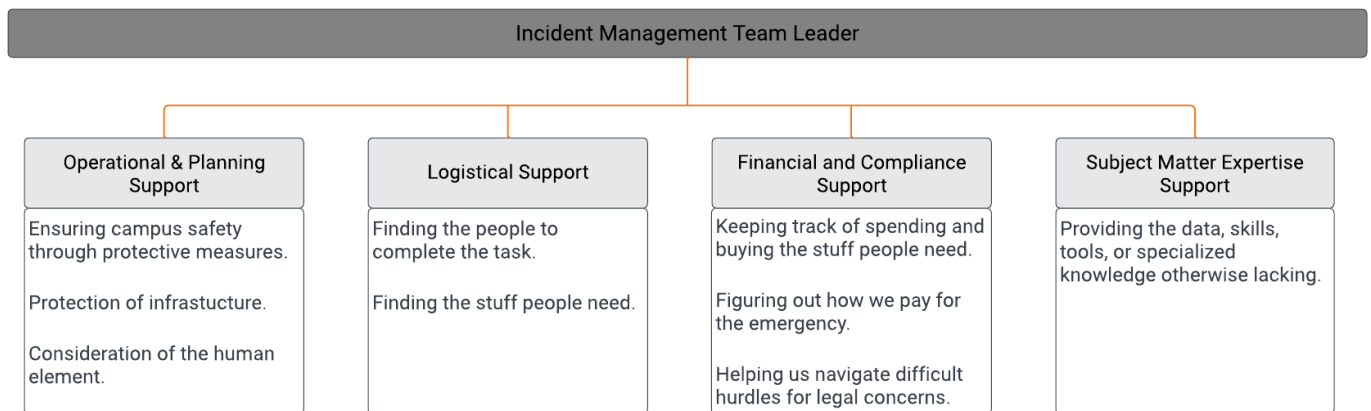 Incident Management Team Leader
Operational & Planning
Support
Ensuring campus safety
through protective measures.
Protection of infrastucture.
Consideration of the human
element.
Logistical Support
Finding the people to
complete the task.
Finding the stuff people need.
Financial and Compliance
Support
Keeping track of spending and
buying the stuff people need.
Figuring out how we pay for
the emergency.
Helping us navigate difficult
hurdles for legal concerns.
Subject Matter Expertise
Support
Providing the data, skills,
tools, or specialized
knowledge otherwise lacking.